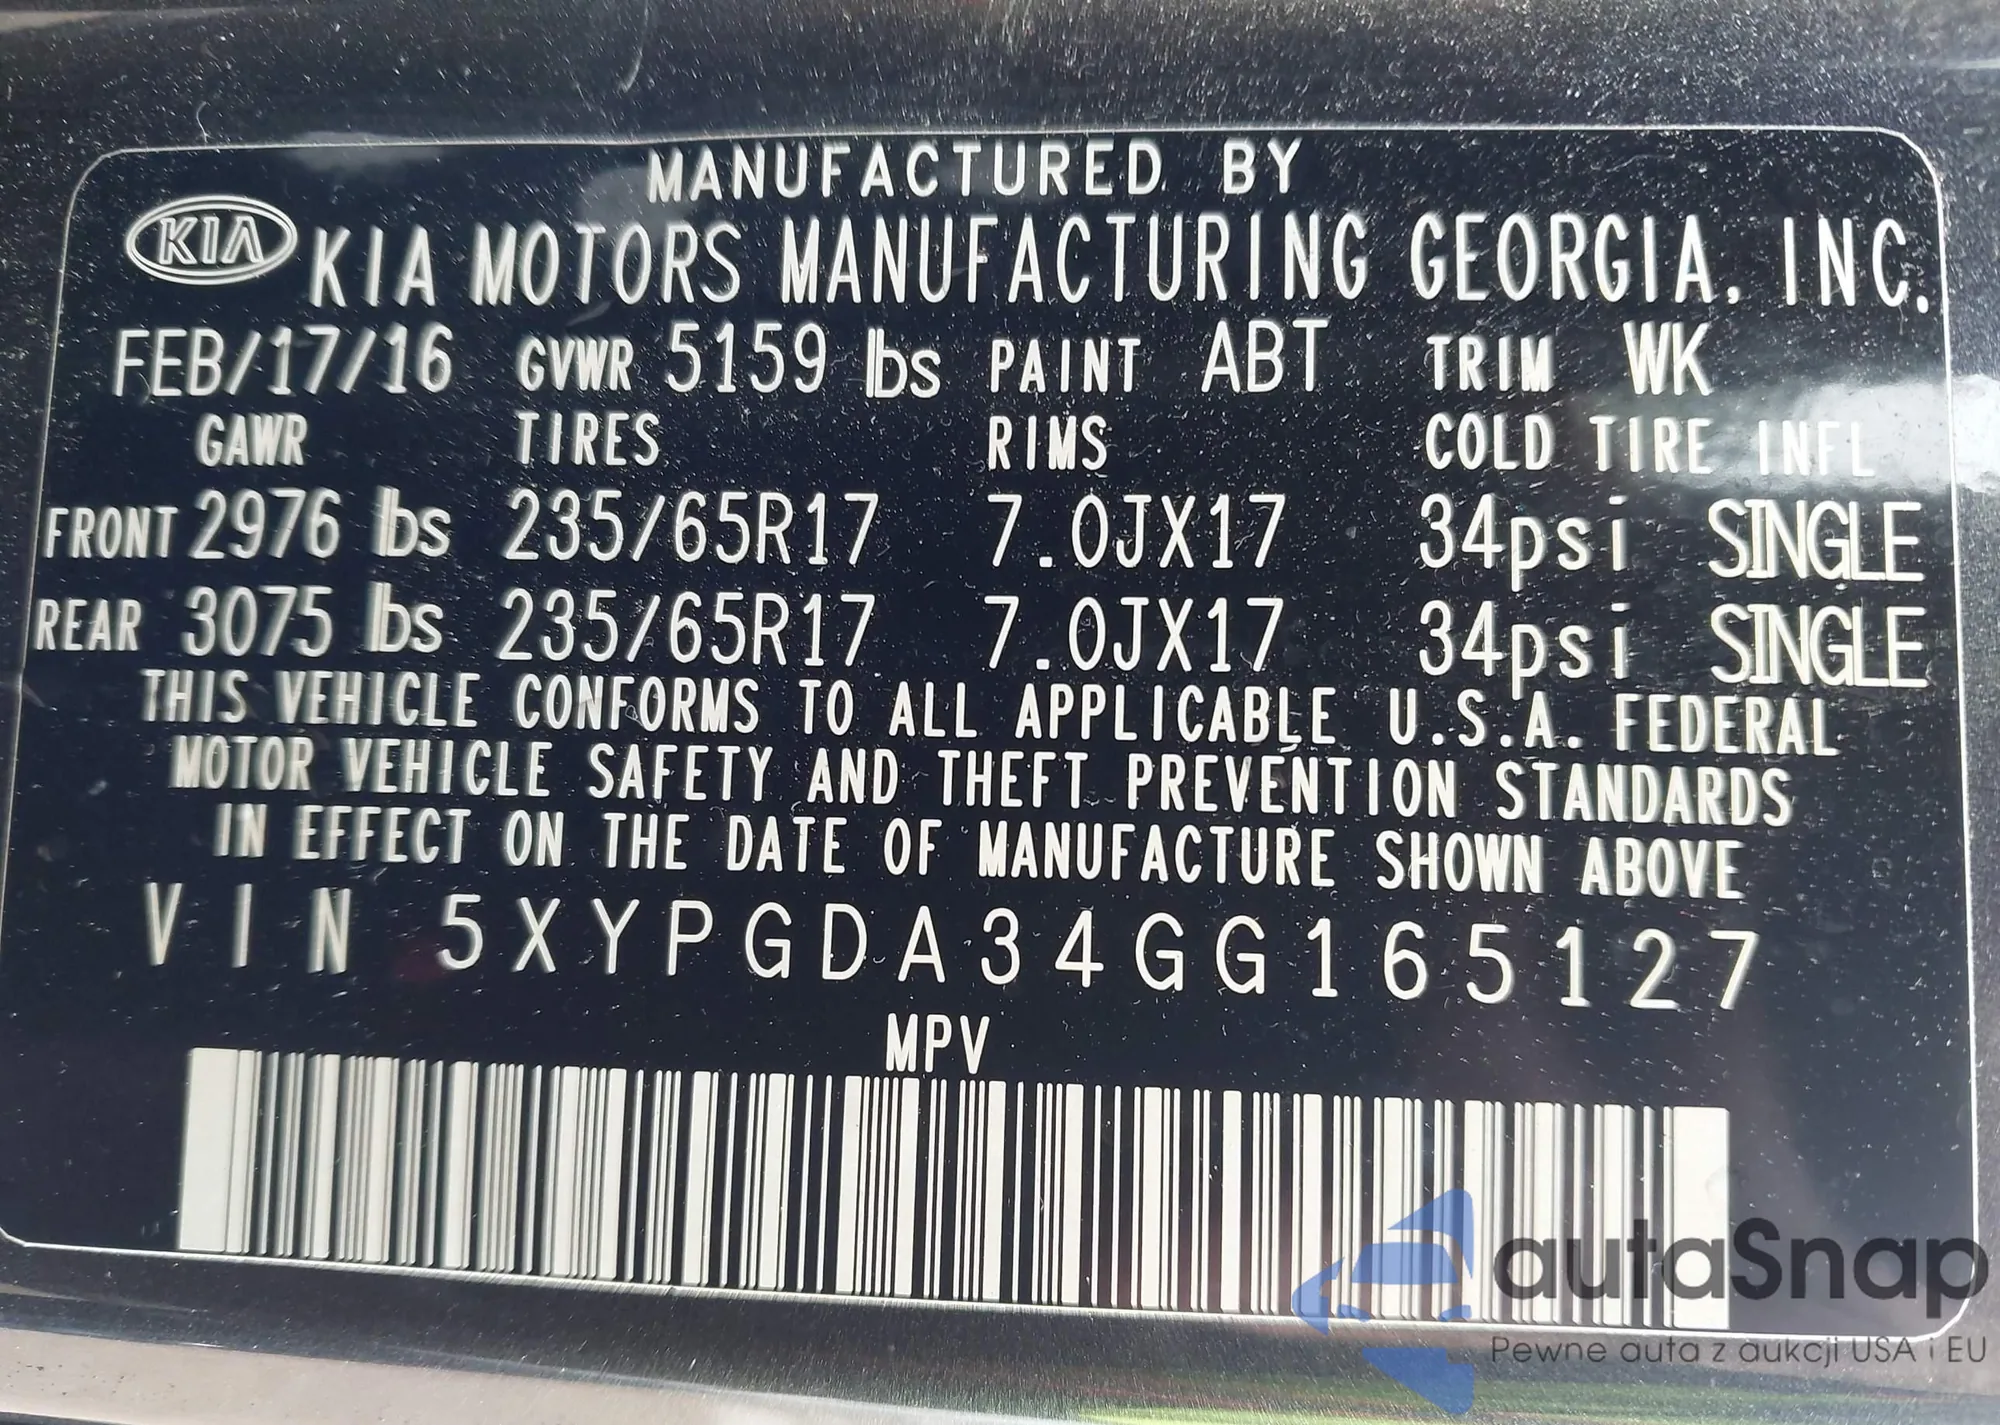 MANUFACTURED BY
KIA KIA MOTORS MANUFACTURING GEORGIA, INC.
FEB/17/16 GVWR 5159 lbs PAINT ABT TRIM WK
GAWR TIRES RIMS COLD TIRE INFL
FRONT 2976 lbs 235/65R17 7.0JX17 34psi SINGLE
REAR 3075 lbs 235/65R17 7.0JX17 34psi SINGLE
THIS VEHICLE CONFORMS TO ALL APPLICABLE U.S.A. FEDERAL
MOTOR VEHICLE SAFETY AND THEFT PREVENTION STANDARDS
IN EFFECT ON THE DATE OF MANUFACTURE SHOWN ABOVE
VIN 5XYPGDA34GG165127
MPV
autaSnap
Pewne auta z aukcji USA i EU